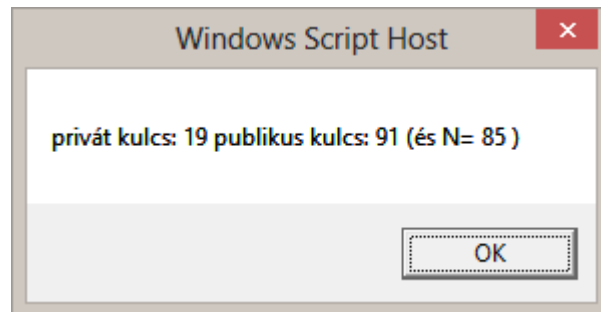 Windows Script Host
privát kulcs: 19 publikus kulcs: 91 (és N= 85 )
OK